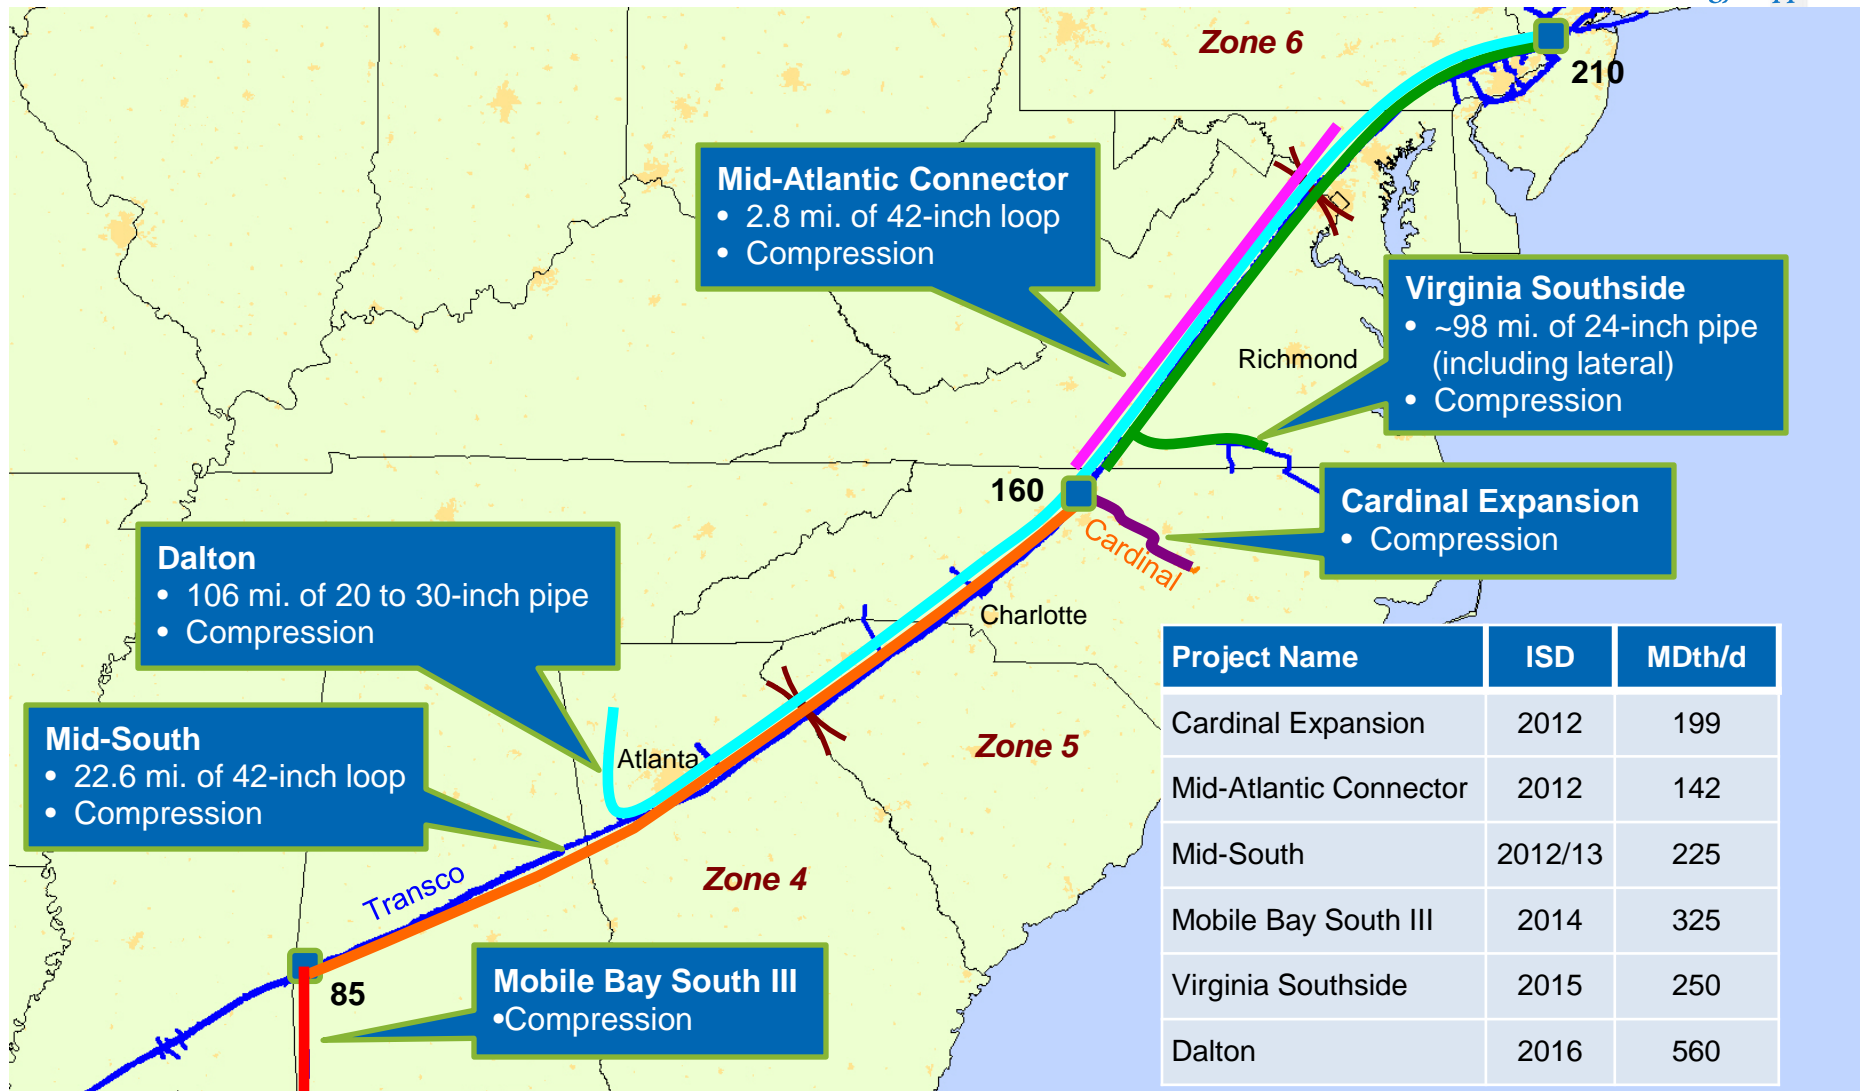 Zone 6
210
Mid-Atlantic Connector
• 2.8 mi. of 42-inch loop
• Compression
Virginia Southside
• ~98 mi. of 24-inch pipe
(including lateral)
• Compression
Richmond
160
Cardinal Expansion
• Compression
Cardinal
Dalton
• 106 mi. of 20 to 30-inch pipe
• Compression
Charlotte
Mid-South
• 22.6 mi. of 42-inch loop
• Compression
Atlanta
Zone 5
Zone 4
Transco
85
Mobile Bay South III
•Compression
Project Name ISD MDth/d
Cardinal Expansion 2012 199
Mid-Atlantic Connector 2012 142
Mid-South 2012/13 225
Mobile Bay South III 2014 325
Virginia Southside 2015 250
Dalton 2016 560